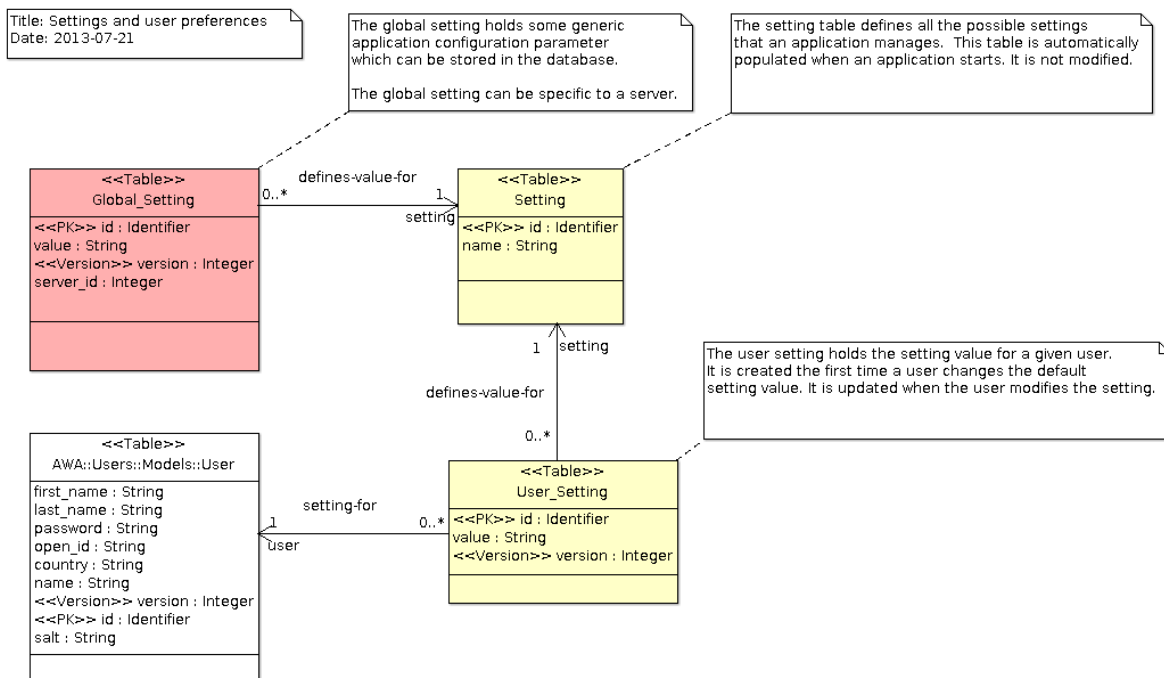 Title: Settings and user preferences
Date: 2013-07-21
The global setting holds some generic
application configuration parameter
which can be stored in the database.
The global setting can be specific to a server.
The setting table defines all the possible settings
that an application manages.  This table is automatically
populated when an application starts. It is not modified.
<<Table>>
Global_Setting
<<PK>> id : Identifier
value : String
<<Version>> version : Integer
server_id : Integer
defines-value-for
0..*
1
setting
<<Table>>
Setting
<<PK>> id : Identifier
name : String
1
setting
defines-value-for
0..*
The user setting holds the setting value for a given user.
It is created the first time a user changes the default
setting value. It is updated when the user modifies the setting.
<<Table>>
AWA::Users::Models::User
first_name : String
last_name : String
password : String
open_id : String
country : String
name : String
<<Version>> version : Integer
<<PK>> id : Identifier
salt : String
setting-for
1
0..*
user
<<Table>>
User_Setting
<<PK>> id : Identifier
value : String
<<Version>> version : Integer